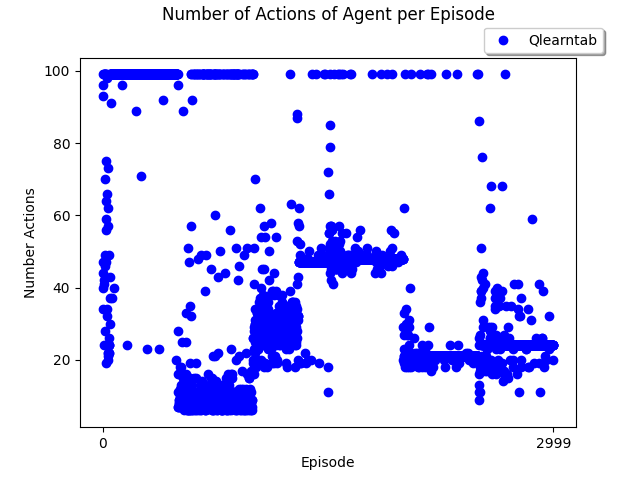 Number of Actions of Agent per Episode
Qlearntab
100
80
60
40
20
Number Actions
0
2999
Episode